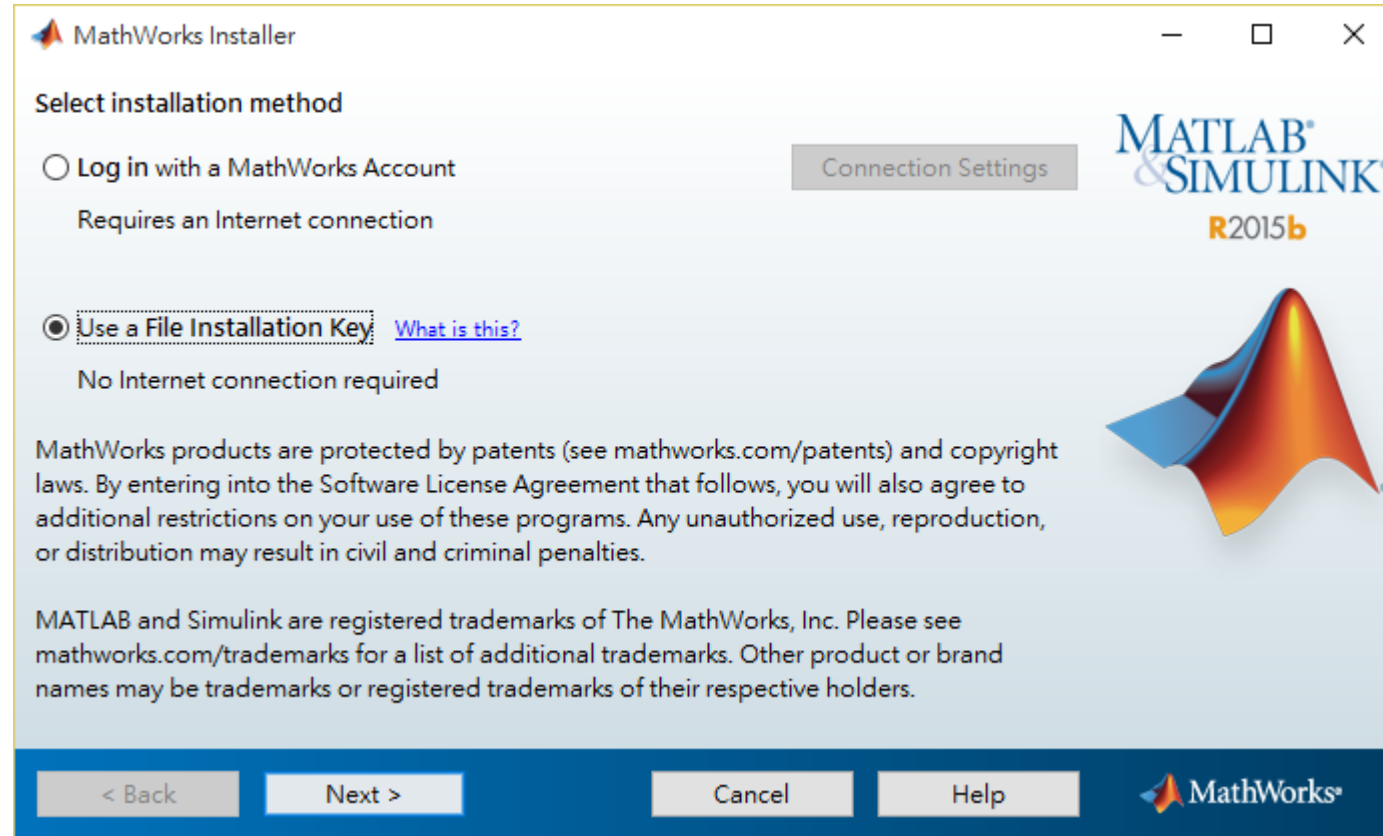 MathWorks Installer
Select installation method
Log in with a MathWorks Account
Connection Settings
Requires an Internet connection
Use a File Installation Key What is this?
No Internet connection required
MathWorks products are protected by patents (see mathworks.com/patents) and copyright
laws. By entering into the Software License Agreement that follows, you will also agree to
additional restrictions on your use of these programs. Any unauthorized use, reproduction,
or distribution may result in civil and criminal penalties.
MATLAB and Simulink are registered trademarks of The MathWorks, Inc. Please see
mathworks.com/trademarks for a list of additional trademarks. Other product or brand
names may be trademarks or registered trademarks of their respective holders.
MATLAB®
&SIMULINK®
R2015b
< Back Next > Cancel Help
MathWorks®